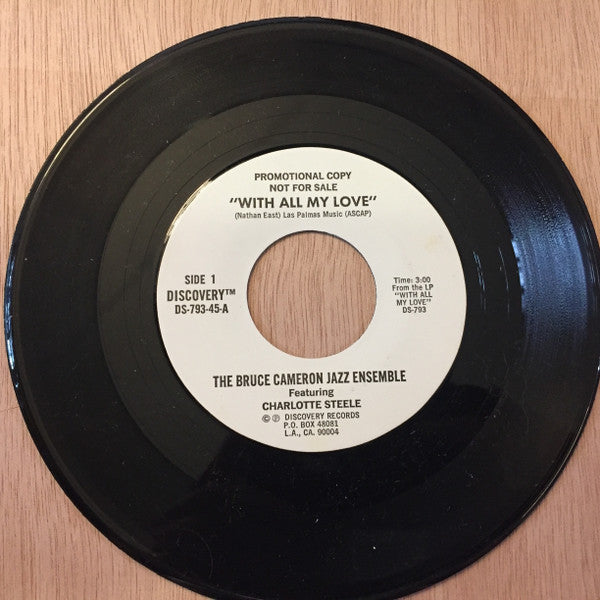 PROMOTIONAL COPY
NOT FOR SALE
"WITH ALL MY LOVE"
(Nathan East) Las Palmas Music (ASCAP)
SIDE 1
DISCOVERY™
DS-793-45-A
Time: 3:00
From the LP
"WITH ALL
MY LOVE"
DS-793
THE BRUCE CAMERON JAZZ ENSEMBLE
Featuring
CHARLOTTE STEELE
© ℗ DISCOVERY RECORDS
P.O. BOX 48081
L.A., CA. 90004